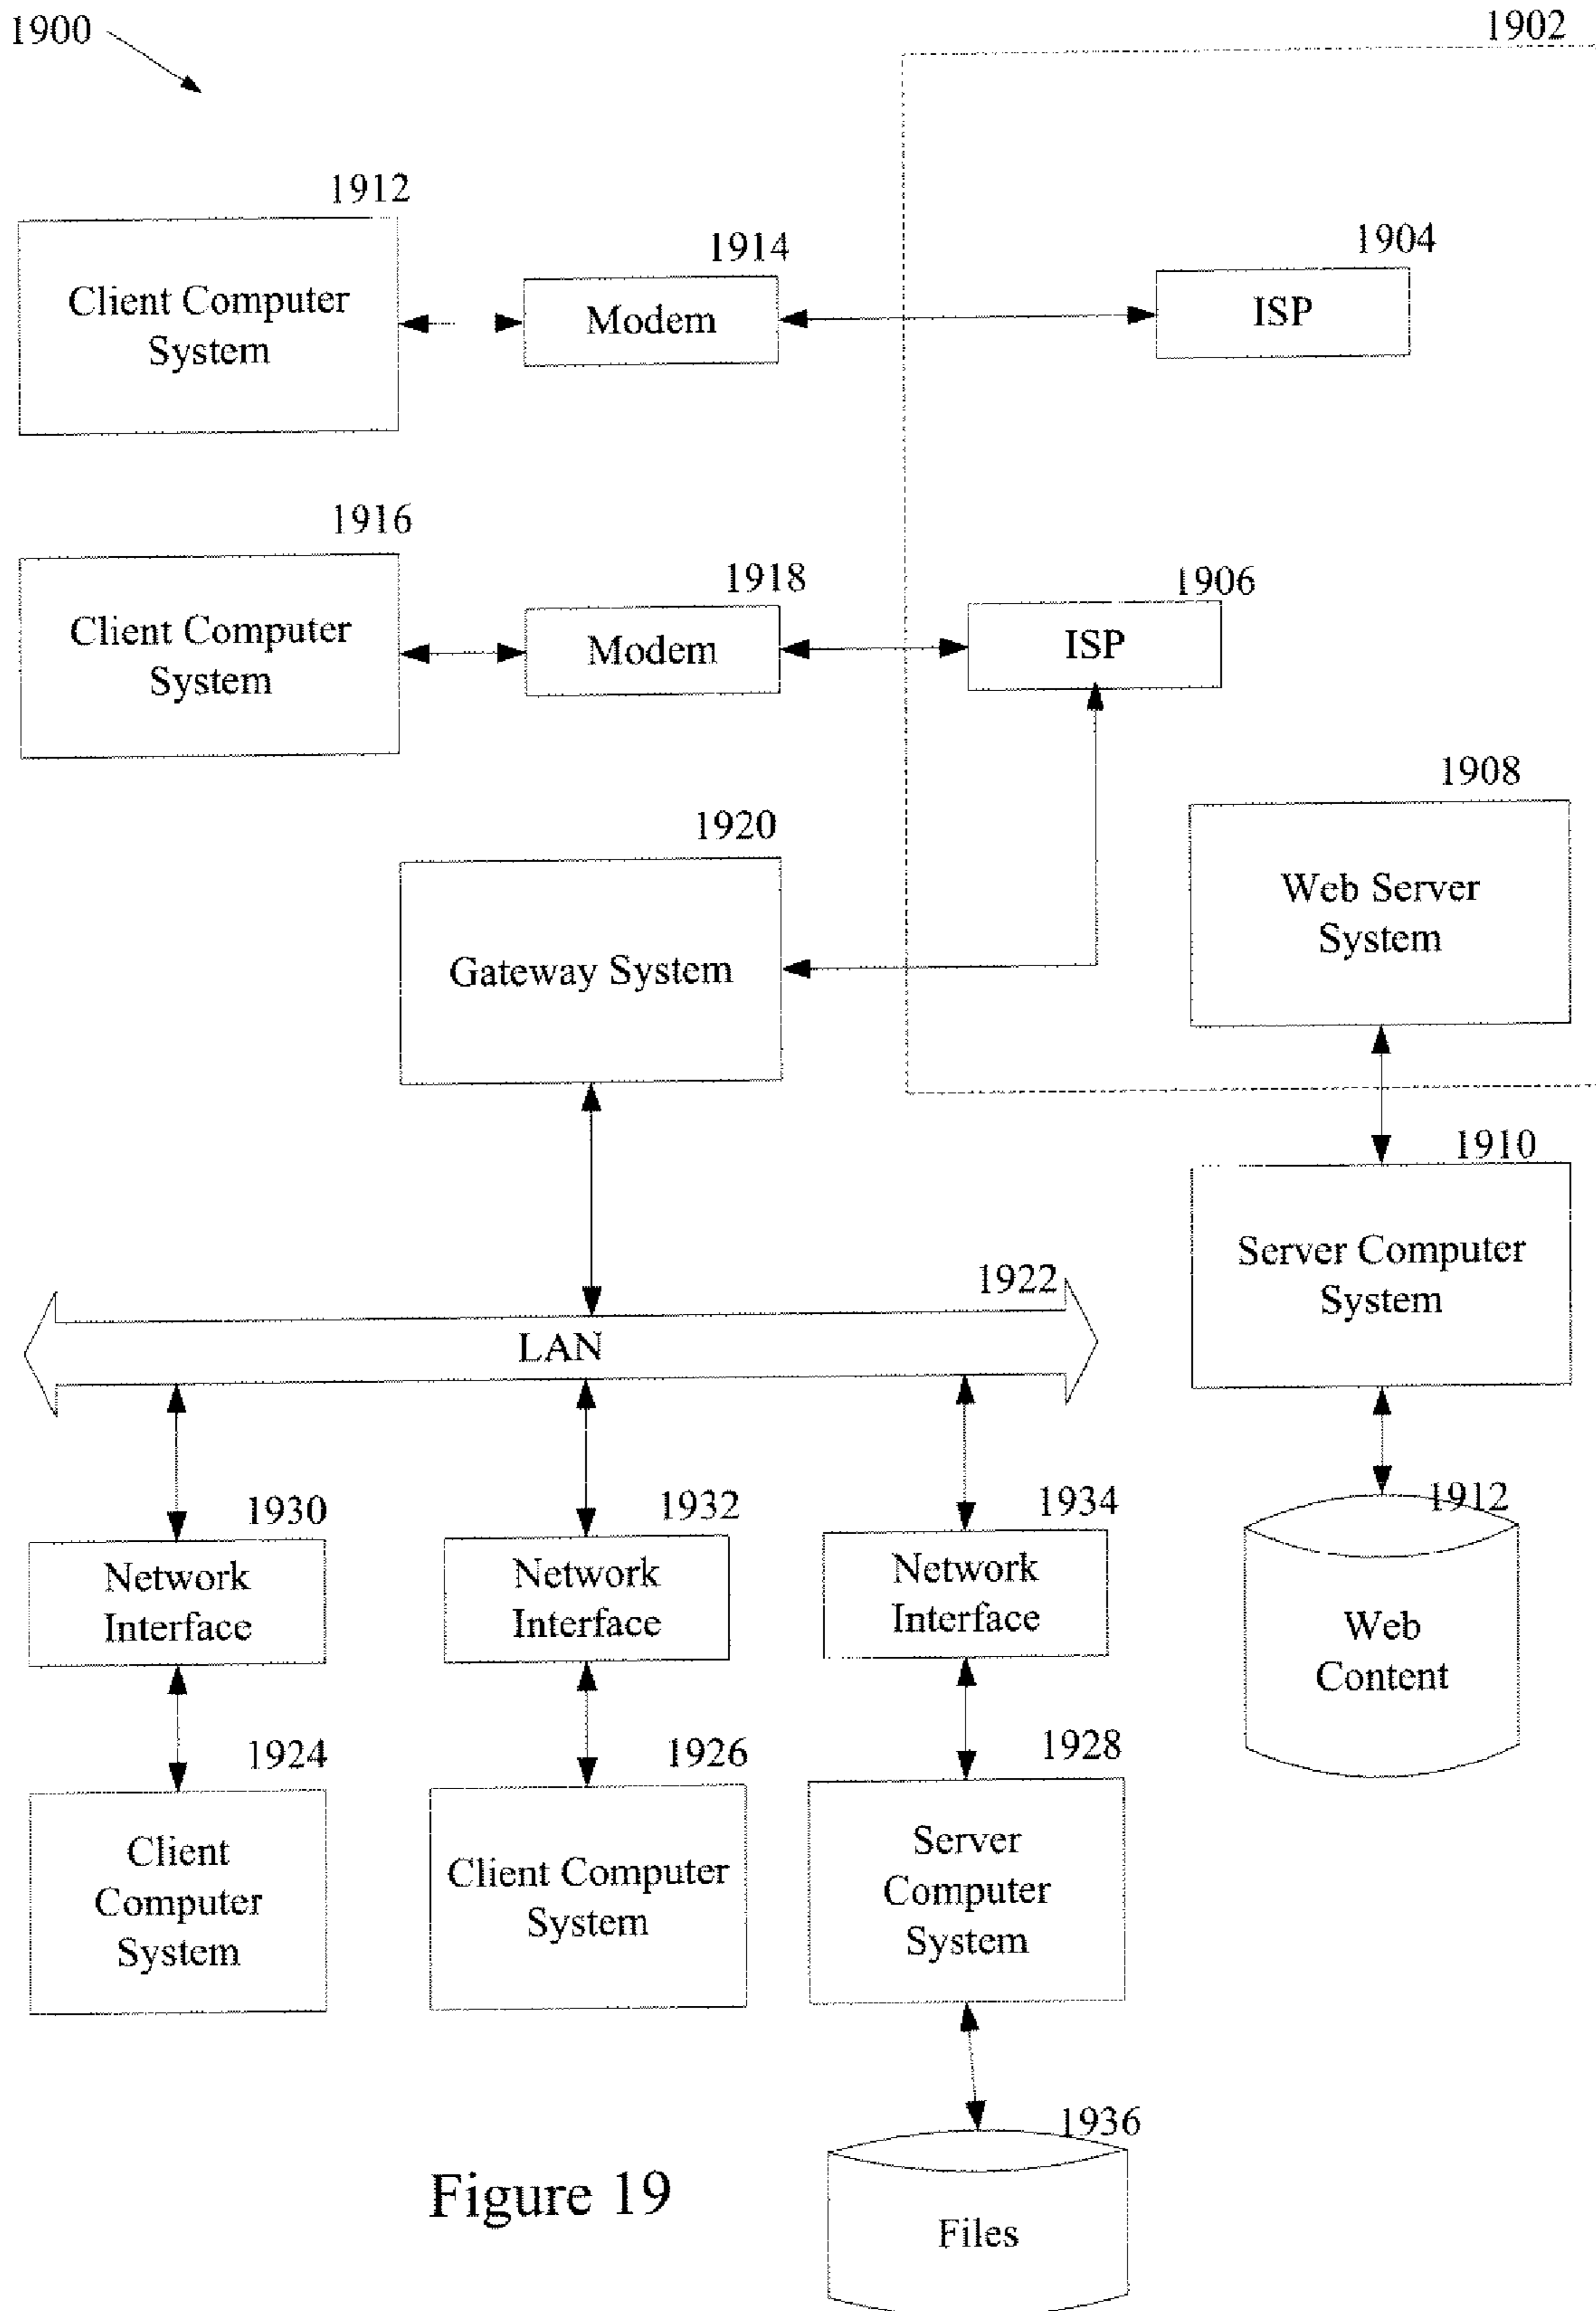 1900
1902
1912
Client Computer
System
1914
Modem
1904
ISP
1916
Client Computer
System
1918
Modem
1906
ISP
1908
Web Server
System
1920
Gateway System
1910
Server Computer
System
1922
LAN
1912
Web
Content
1930
Network
Interface
1932
Network
Interface
1934
Network
Interface
1924
Client
Computer
System
1926
Client Computer
System
1928
Server
Computer
System
1936
Files
Figure 19